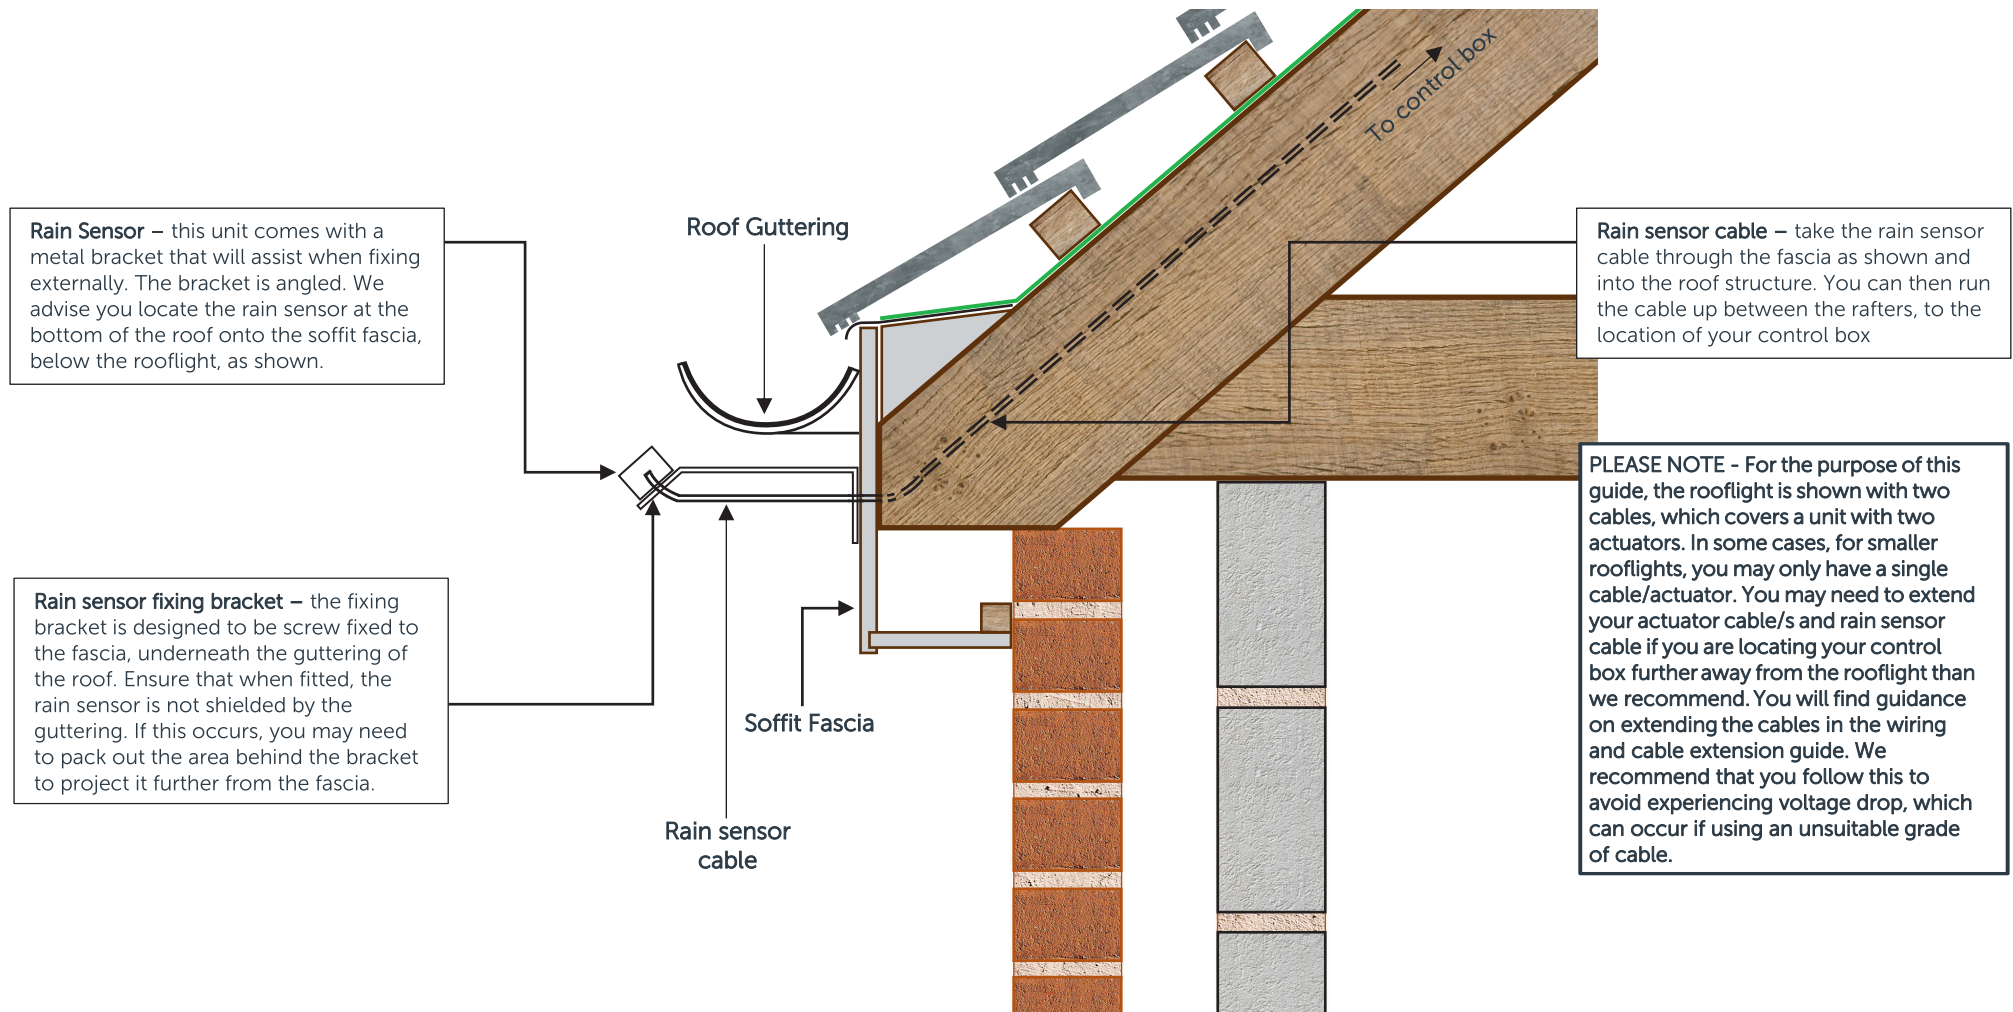 To control box
Roof Guttering
Rain Sensor – this unit comes with a
metal bracket that will assist when fixing
externally. The bracket is angled. We
advise you locate the rain sensor at the
bottom of the roof onto the soffit fascia,
below the rooflight, as shown.
Rain sensor cable – take the rain sensor
cable through the fascia as shown and
into the roof structure. You can then run
the cable up between the rafters, to the
location of your control box
PLEASE NOTE - For the purpose of this
guide, the rooflight is shown with two
cables, which covers a unit with two
actuators. In some cases, for smaller
rooflights, you may only have a single
cable/actuator. You may need to extend
your actuator cable/s and rain sensor
cable if you are locating your control
box further away from the rooflight than
we recommend. You will find guidance
on extending the cables in the wiring
and cable extension guide. We
recommend that you follow this to
avoid experiencing voltage drop, which
can occur if using an unsuitable grade
of cable.
Rain sensor fixing bracket – the fixing
bracket is designed to be screw fixed to
the fascia, underneath the guttering of
the roof. Ensure that when fitted, the
rain sensor is not shielded by the
guttering. If this occurs, you may need
to pack out the area behind the bracket
to project it further from the fascia.
Soffit Fascia
Rain sensor
cable